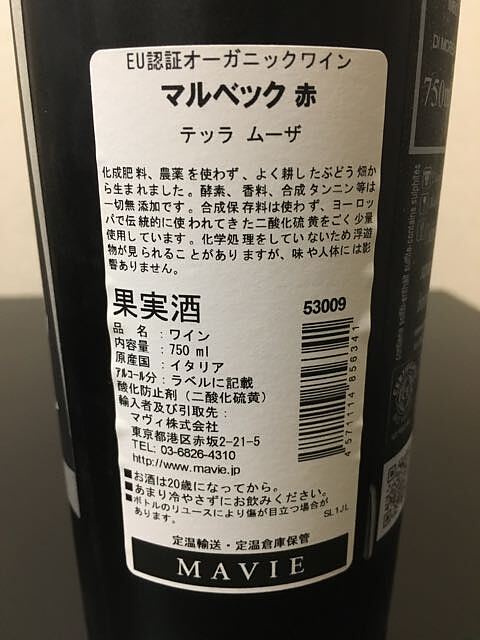 EU認証オーガニックワイン
マルベック 赤
テッラ ムーザ
化成肥料、農薬を使わず、よく耕したぶどう畑か
ら生まれました。酵素、香料、合成タンニン等は
一切無添加です。合成保存料は使わず、ヨーロッ
パで伝統的に使われてきた二酸化硫黄をごく少量
使用しています。化学処理をしていないため浮遊
物が見られることがありますが、味や人体には影
響ありません。
果実酒
53009
品 名 : ワイン
内容量 : 750 ml
原産国 : イタリア
アルコール分 : ラベルに記載
酸化防止剤 (二酸化硫黄)
輸入者及び引取先 :
マヴィ株式会社
東京都港区赤坂2-21-5
TEL: 03-6826-4310
http://www.mavie.jp
4571114856341
■お酒は20歳になってから。
■あまり冷やさずにお飲みください。
■ボトルのリユースにより傷が目立つ場合が
あります。
SL1JL
定温輸送・定温倉庫保管
MAVIE
750m
contains sulphites